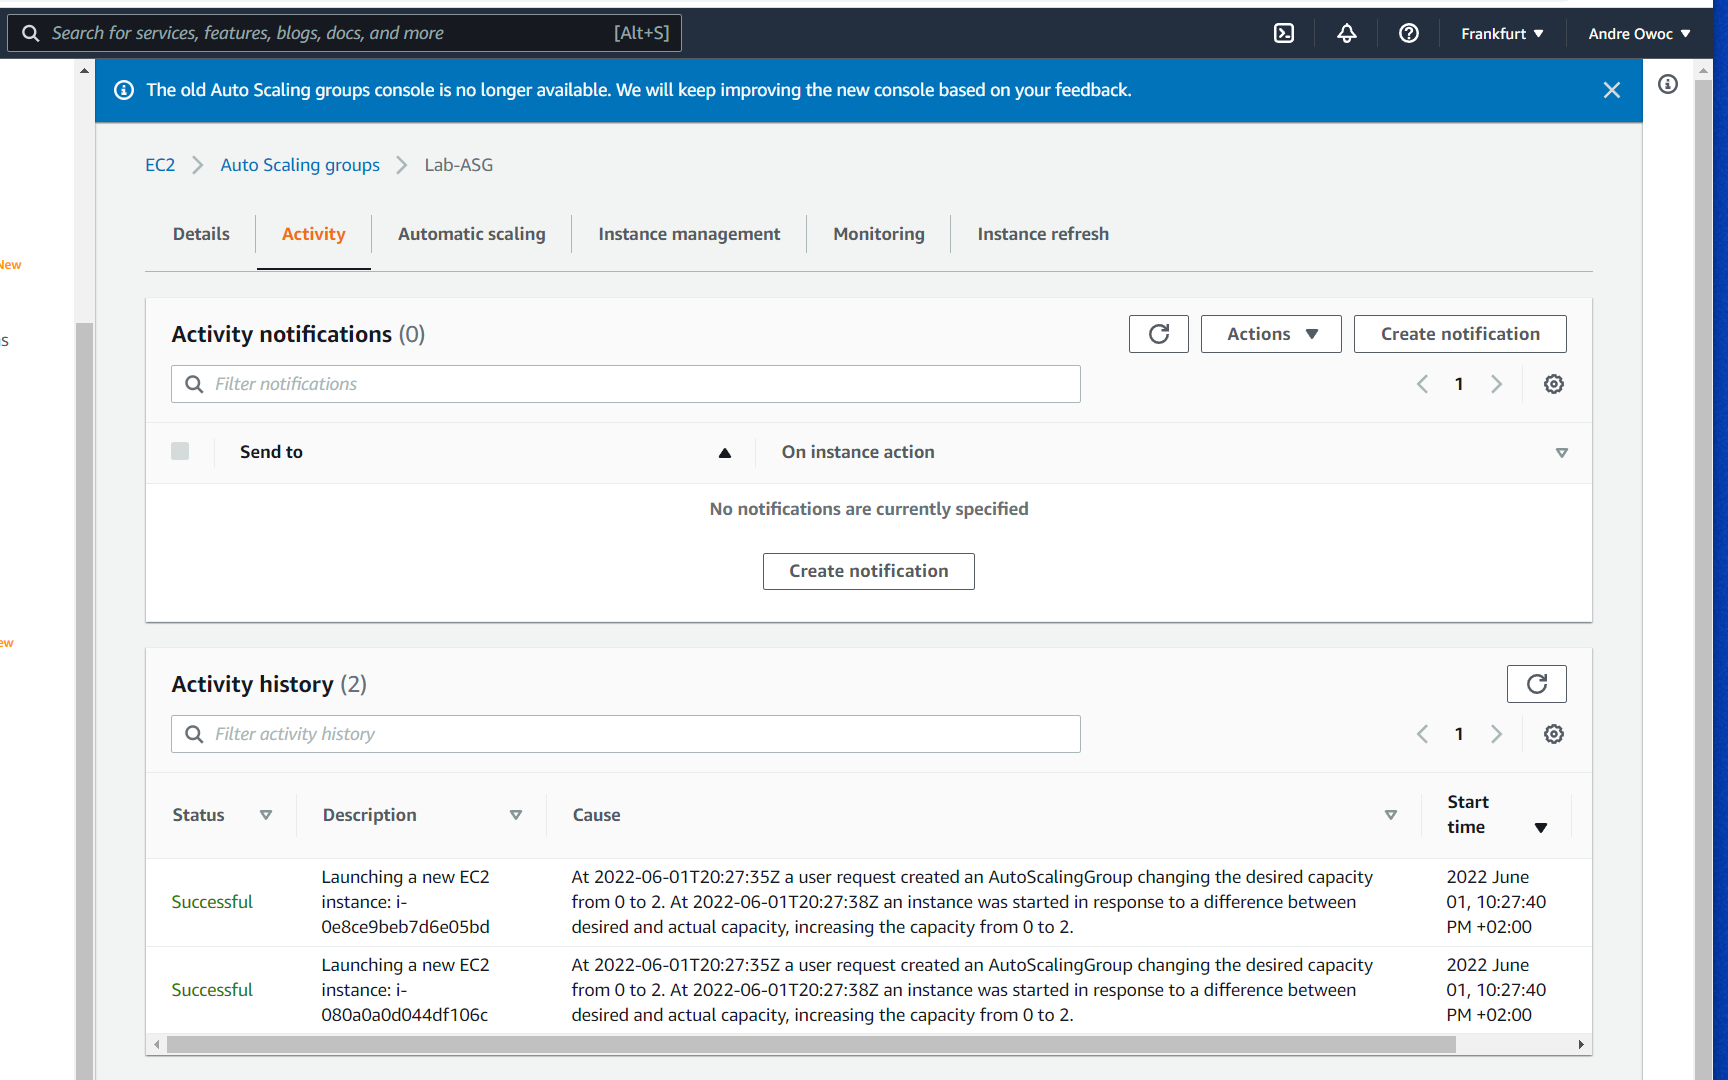 Search for services, features, blogs, docs, and more [Alt+S] Frankfurt ▼ Andre Owoc ▼
The old Auto Scaling groups console is no longer available. We will keep improving the new console based on your feedback.
EC2 > Auto Scaling groups > Lab-ASG
Details Activity Automatic scaling Instance management Monitoring Instance refresh
New
Activity notifications (0) Actions ▼ Create notification
Filter notifications 1
Send to On instance action
No notifications are currently specified
Create notification
Activity history (2)
Filter activity history 1
Status Description Cause Start
time
Launching a new EC2
instance: i-
0e8ce9beb7d6e05bd
Successful
At 2022-06-01T20:27:35Z a user request created an AutoScalingGroup changing the desired capacity
from 0 to 2. At 2022-06-01T20:27:38Z an instance was started in response to a difference between
desired and actual capacity, increasing the capacity from 0 to 2.
2022 June
01, 10:27:40
PM +02:00
Launching a new EC2
instance: i-
080a0a0d044df106c
Successful
At 2022-06-01T20:27:35Z a user request created an AutoScalingGroup changing the desired capacity
from 0 to 2. At 2022-06-01T20:27:38Z an instance was started in response to a difference between
desired and actual capacity, increasing the capacity from 0 to 2.
2022 June
01, 10:27:40
PM +02:00